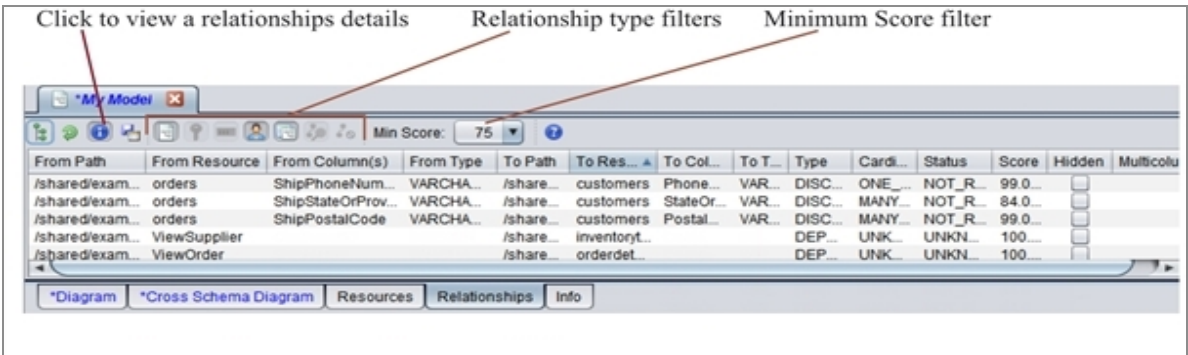 Click to view a relationships details Relationship type filters Minimum Score filter
*My Model
Min Score: 75
From Path From Resource From Column(s) From Type To Path To Res... To Col... To T... Type Cardi... Status Score Hidden Multicolu
/shared/exam... orders ShipPhoneNum... VARCHA... /share... customers Phone... VAR... DISC... ONE_... NOT_R... 99.0...
/shared/exam... orders ShipStateOrProv... VARCHA... /share... customers StateOr... VAR... DISC... MANY... NOT_R... 84.0...
/shared/exam... orders ShipPostalCode VARCHA... /share... customers Postal... VAR... DISC... MANY... NOT_R... 99.0...
/shared/exam... ViewSupplier /share... inventoryt... DEP... UNK... UNKN... 100....
/shared/exam... ViewOrder /share... orderdet... DEP... UNK... UNKN... 100....
*Diagram *Cross Schema Diagram Resources Relationships Info